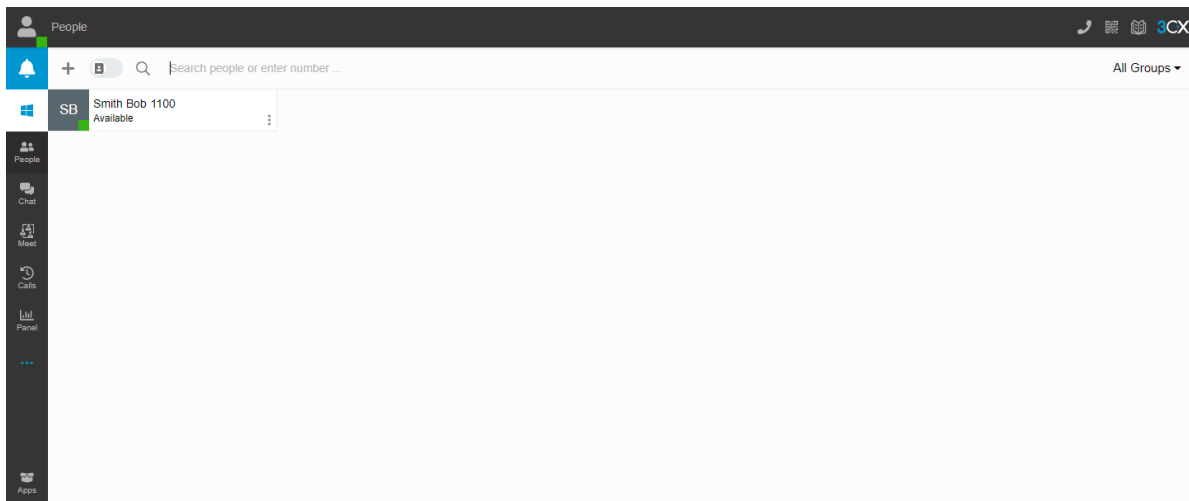 People
3CX
Search people or enter number ...
All Groups
SB
Smith Bob 1100
Available
People
Chat
Meet
Calls
Panel
Apps